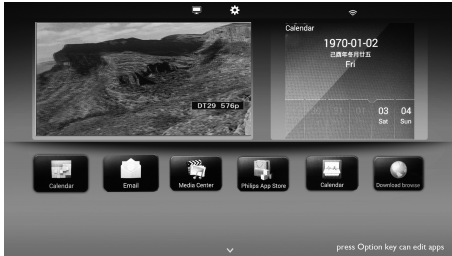 Calendar
1970-01-02
己酉年冬月廿五
Fri
DT29 576p
03 04
Sat Sun
Calendar
Email
Media Center
Philips App Store
Calendar
Download browse
press Option key can edit apps